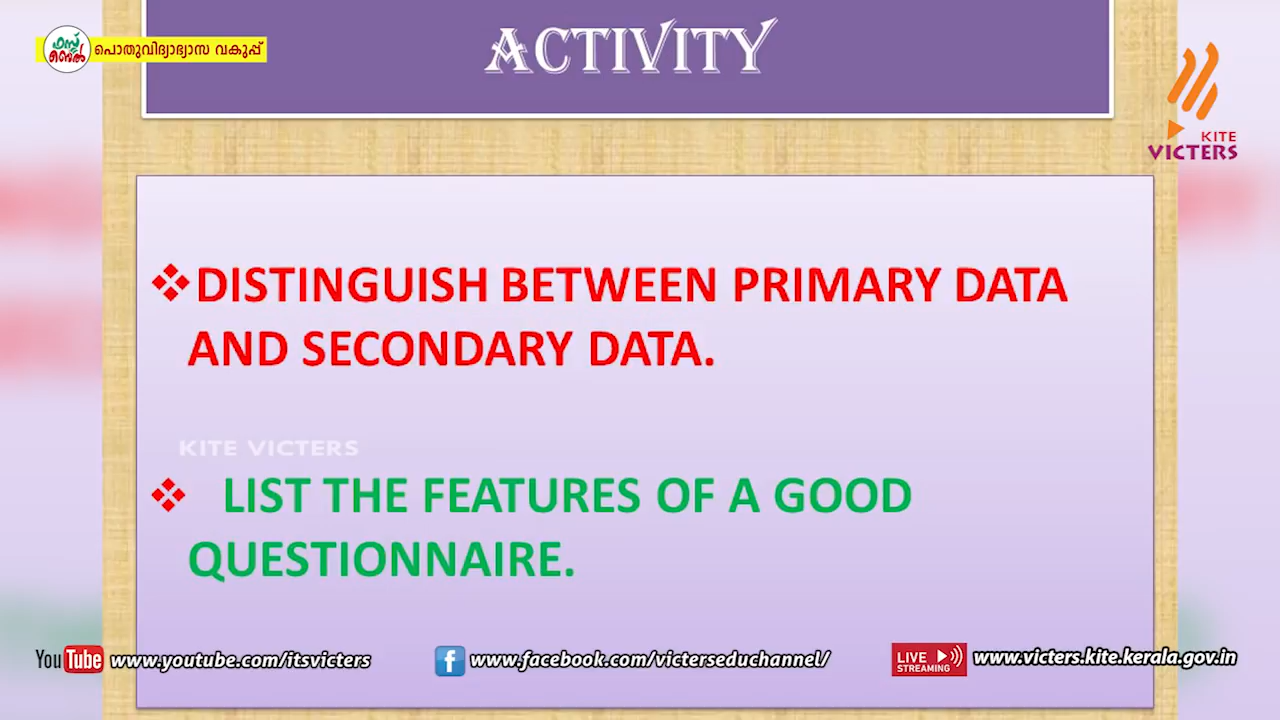 ACTIVITY
ഫസ്റ്റ്
ബെൽ
പൊതുവിദ്യാഭ്യാസ വകുപ്പ്
KITE
VICTERS
DISTINGUISH BETWEEN PRIMARY DATA
AND SECONDARY DATA.
KITE VICTERS
LIST THE FEATURES OF A GOOD
QUESTIONNAIRE.
YouTube www.youtube.com/itsvicters
f www.facebook.com/victerseduchannel/
LIVE
STREAMING
www.victers.kite.kerala.gov.in